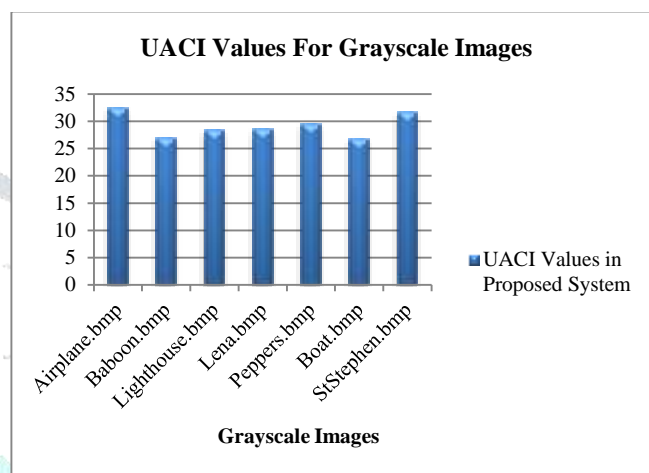 UACI Values For Grayscale Images
35
30
25
20
15
10
5
0
Airplane.bmp
Baboon.bmp
Lighthouse.bmp
Lena.bmp
Peppers.bmp
Boat.bmp
StStephen.bmp
UACI Values in
Proposed System
Grayscale Images